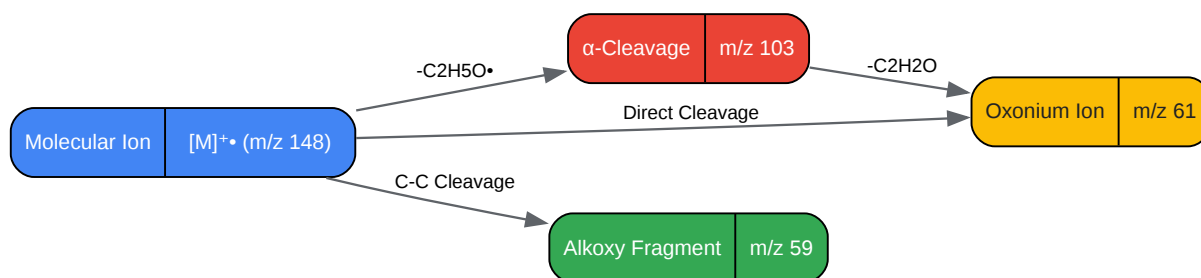 α-Cleavage m/z 103
-C2H5O•
-C2H2O
Direct Cleavage
Oxonium Ion m/z 61
Molecular Ion [M]⁺• (m/z 148)
C-C Cleavage
Alkoxy Fragment m/z 59